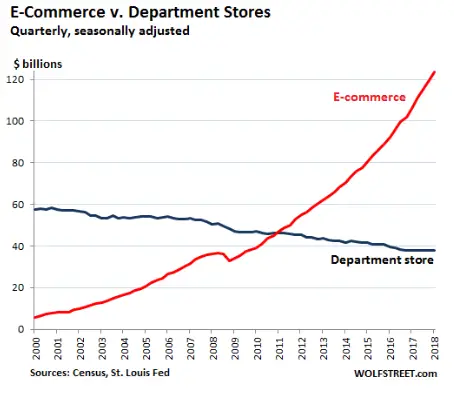 E-Commerce v. Department Stores
Quarterly, seasonally adjusted
$ billions
120
100
80
60
40
20
0
E-commerce
Department store
2000 2001 2002 2003 2004 2005 2006 2007 2008 2009 2010 2011 2012 2013 2014 2015 2016 2017 2018
Sources: Census, St. Louis Fed
WOLFSTREET.com